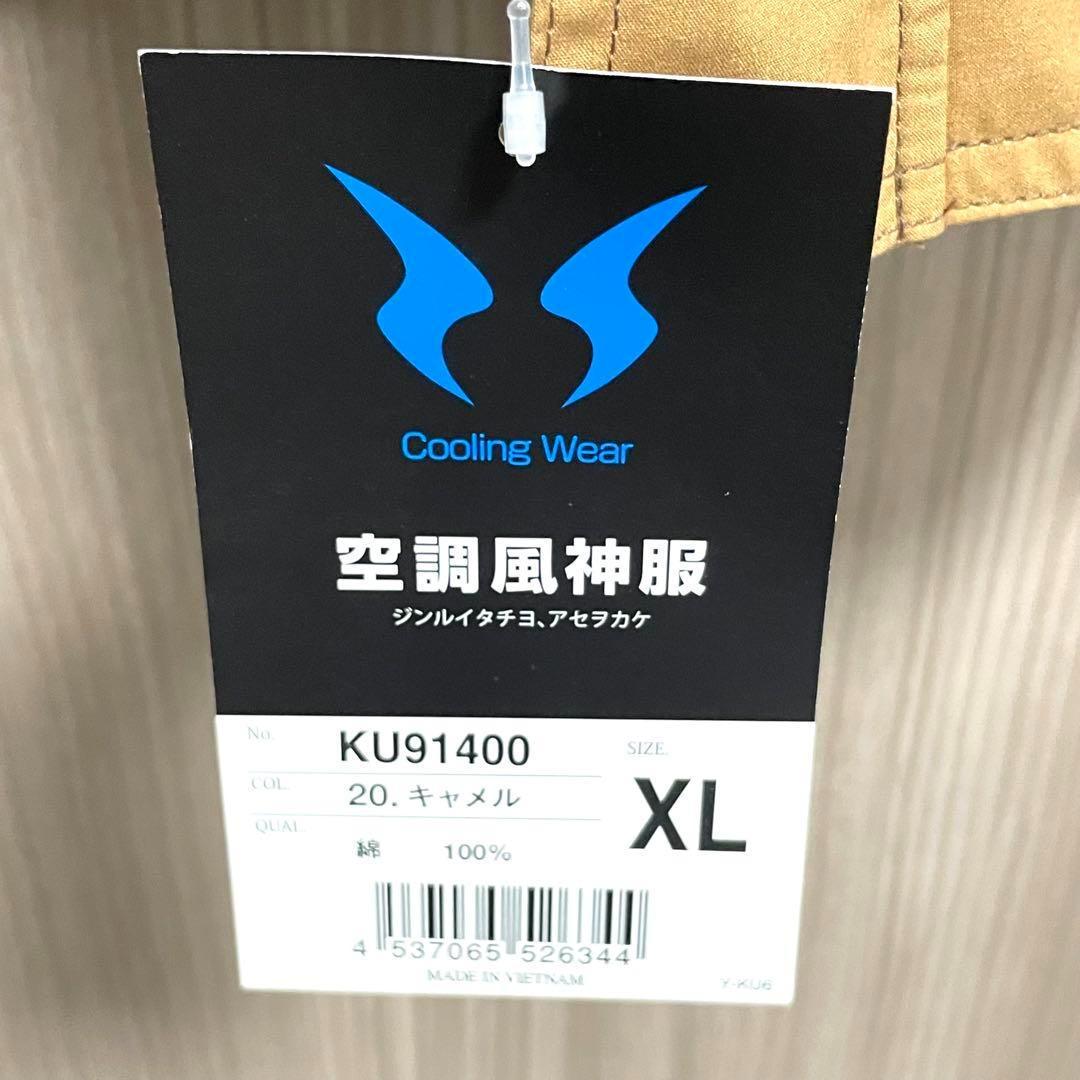 Cooling Wear
空調風神服
ジンルイタチヨ、アセヲカケ
No. KU91400
SIZE. XL
COL. 20. キャメル
QUAL. 綿 100%
4 537065 526344
MADE IN VIETNAM
Y-KU6